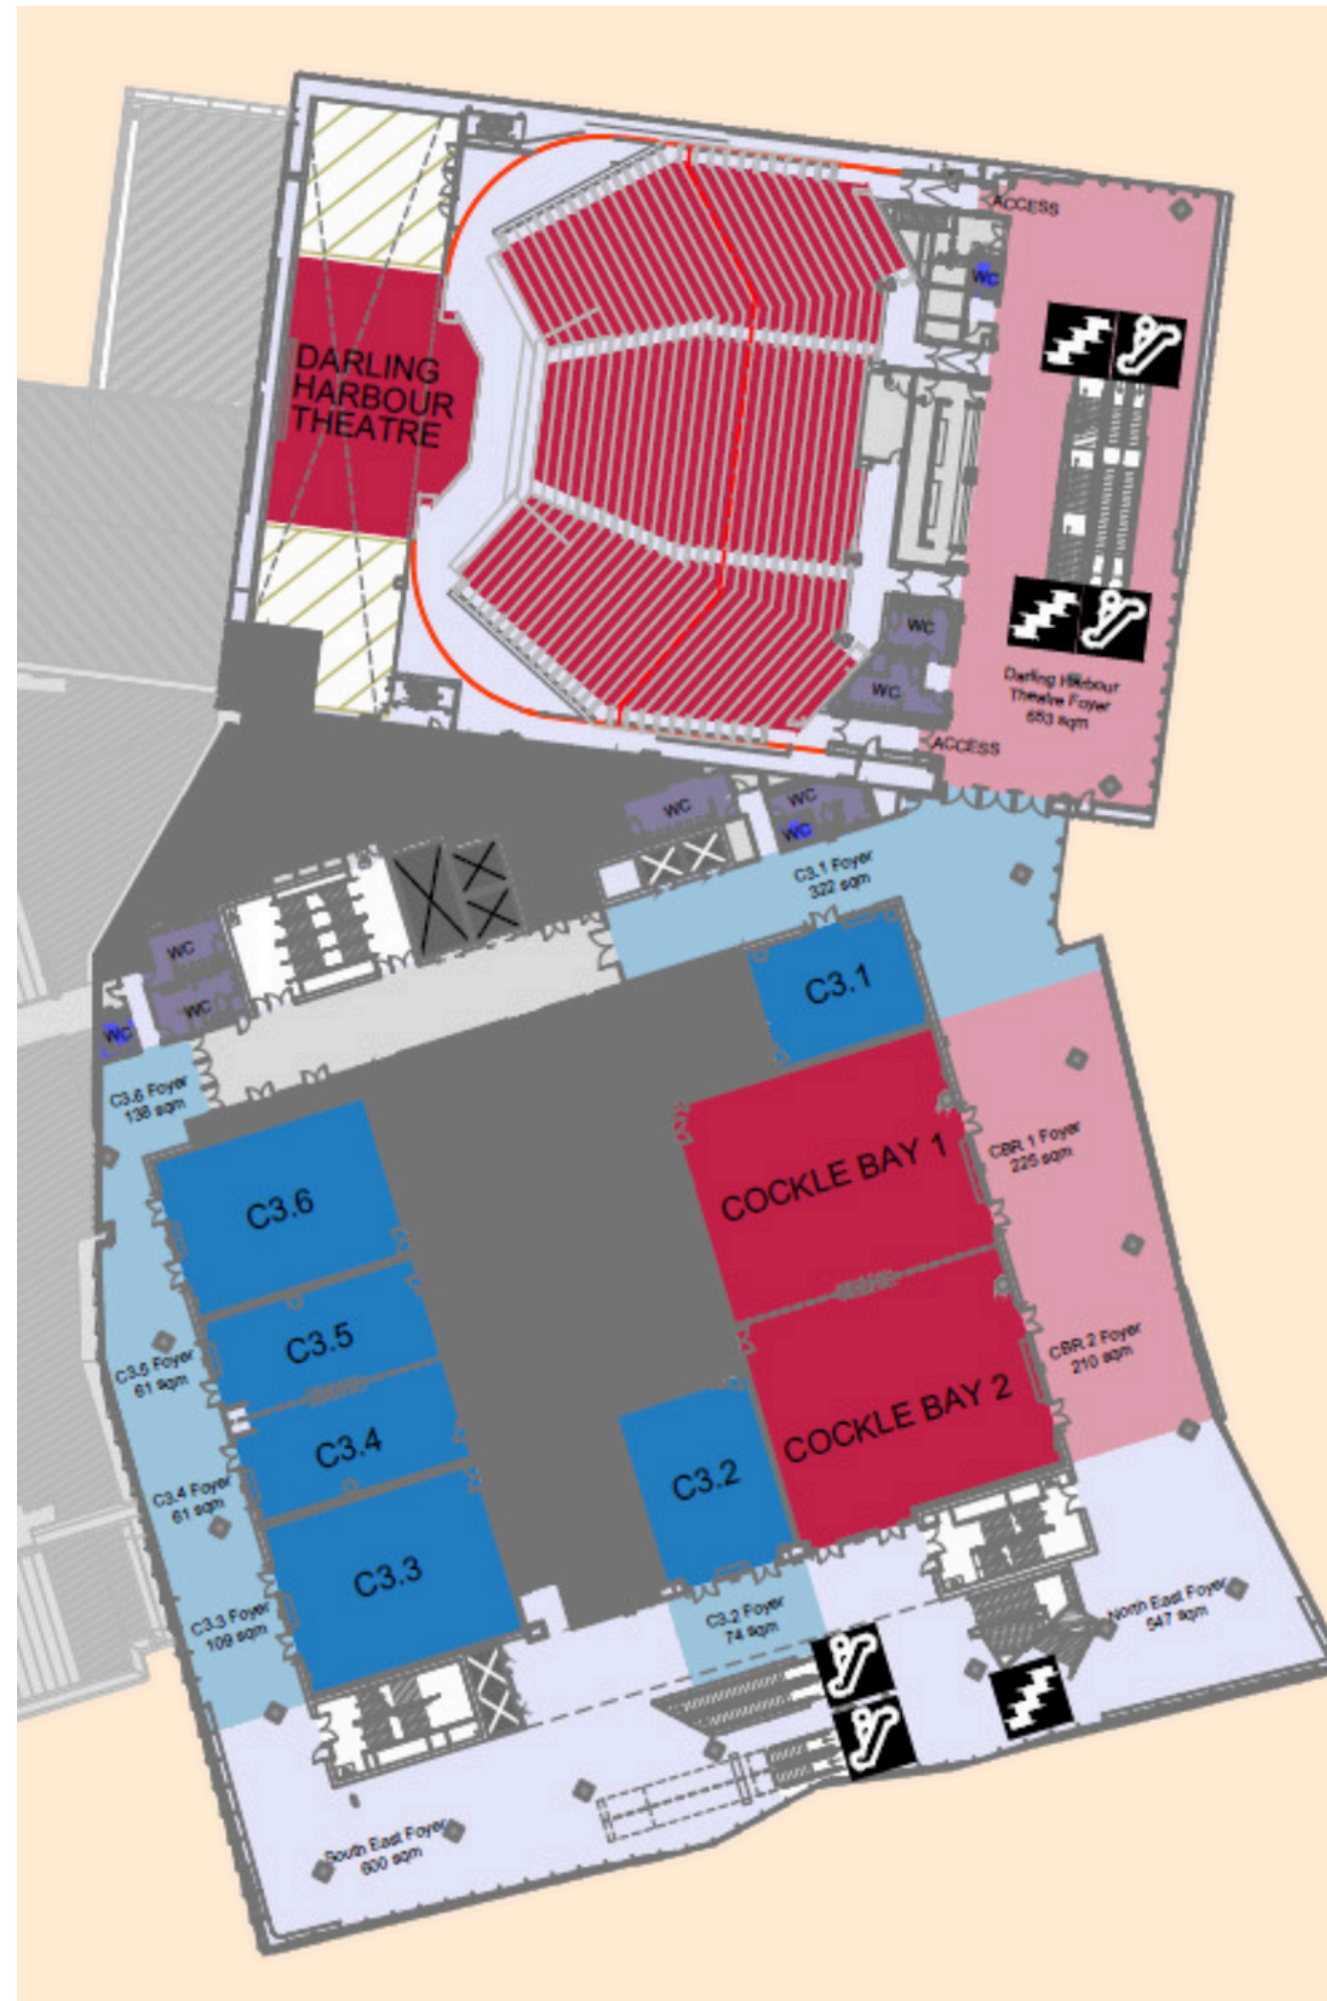 ACCESS
WC
DARLING
HARBOUR
THEATRE
WC
WC
Darling Harbour
Theatre Foyer
653 sqm
ACCESS
WC
WC
WC
C3.1 Foyer
322 sqm
WC
WC
WC
C3.1
C3.6 Foyer
138 sqm
CBR 1 Foyer
225 sqm
COCKLE BAY 1
C3.6
C3.5
C3.5 Foyer
61 sqm
CBR 2 Foyer
210 sqm
COCKLE BAY 2
C3.4
C3.2
C3.4 Foyer
61 sqm
C3.3
C3.3 Foyer
109 sqm
C3.2 Foyer
74 sqm
North East Foyer
547 sqm
South East Foyer
600 sqm